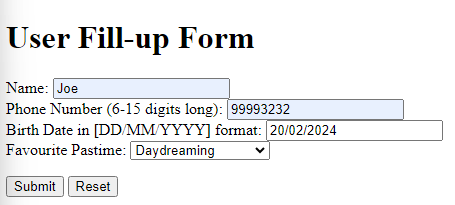 User Fill-up Form
Name: Joe
Phone Number (6-15 digits long): 99993232
Birth Date in [DD/MM/YYYY] format: 20/02/2024
Favourite Pastime: Daydreaming
Submit Reset